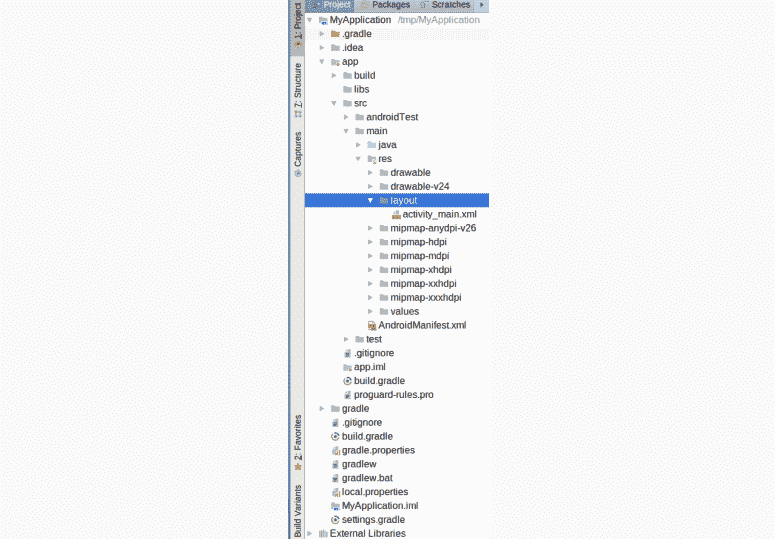 Project Packages Scratches
MyApplication /tmp/MyApplication
.gradle
.idea
app
build
libs
src
androidTest
main
java
res
drawable
drawable-v24
layout
activity_main.xml
mipmap-anydpi-v26
mipmap-hdpi
mipmap-mdpi
mipmap-xhdpi
mipmap-xxhdpi
mipmap-xxxhdpi
values
AndroidManifest.xml
test
.gitignore
app.iml
build.gradle
proguard-rules.pro
gradle
.gitignore
build.gradle
gradle.properties
gradlew
gradlew.bat
local.properties
MyApplication.iml
settings.gradle
External Libraries
1: Project
7: Structure
Captures
2: Favorites
Build Variants